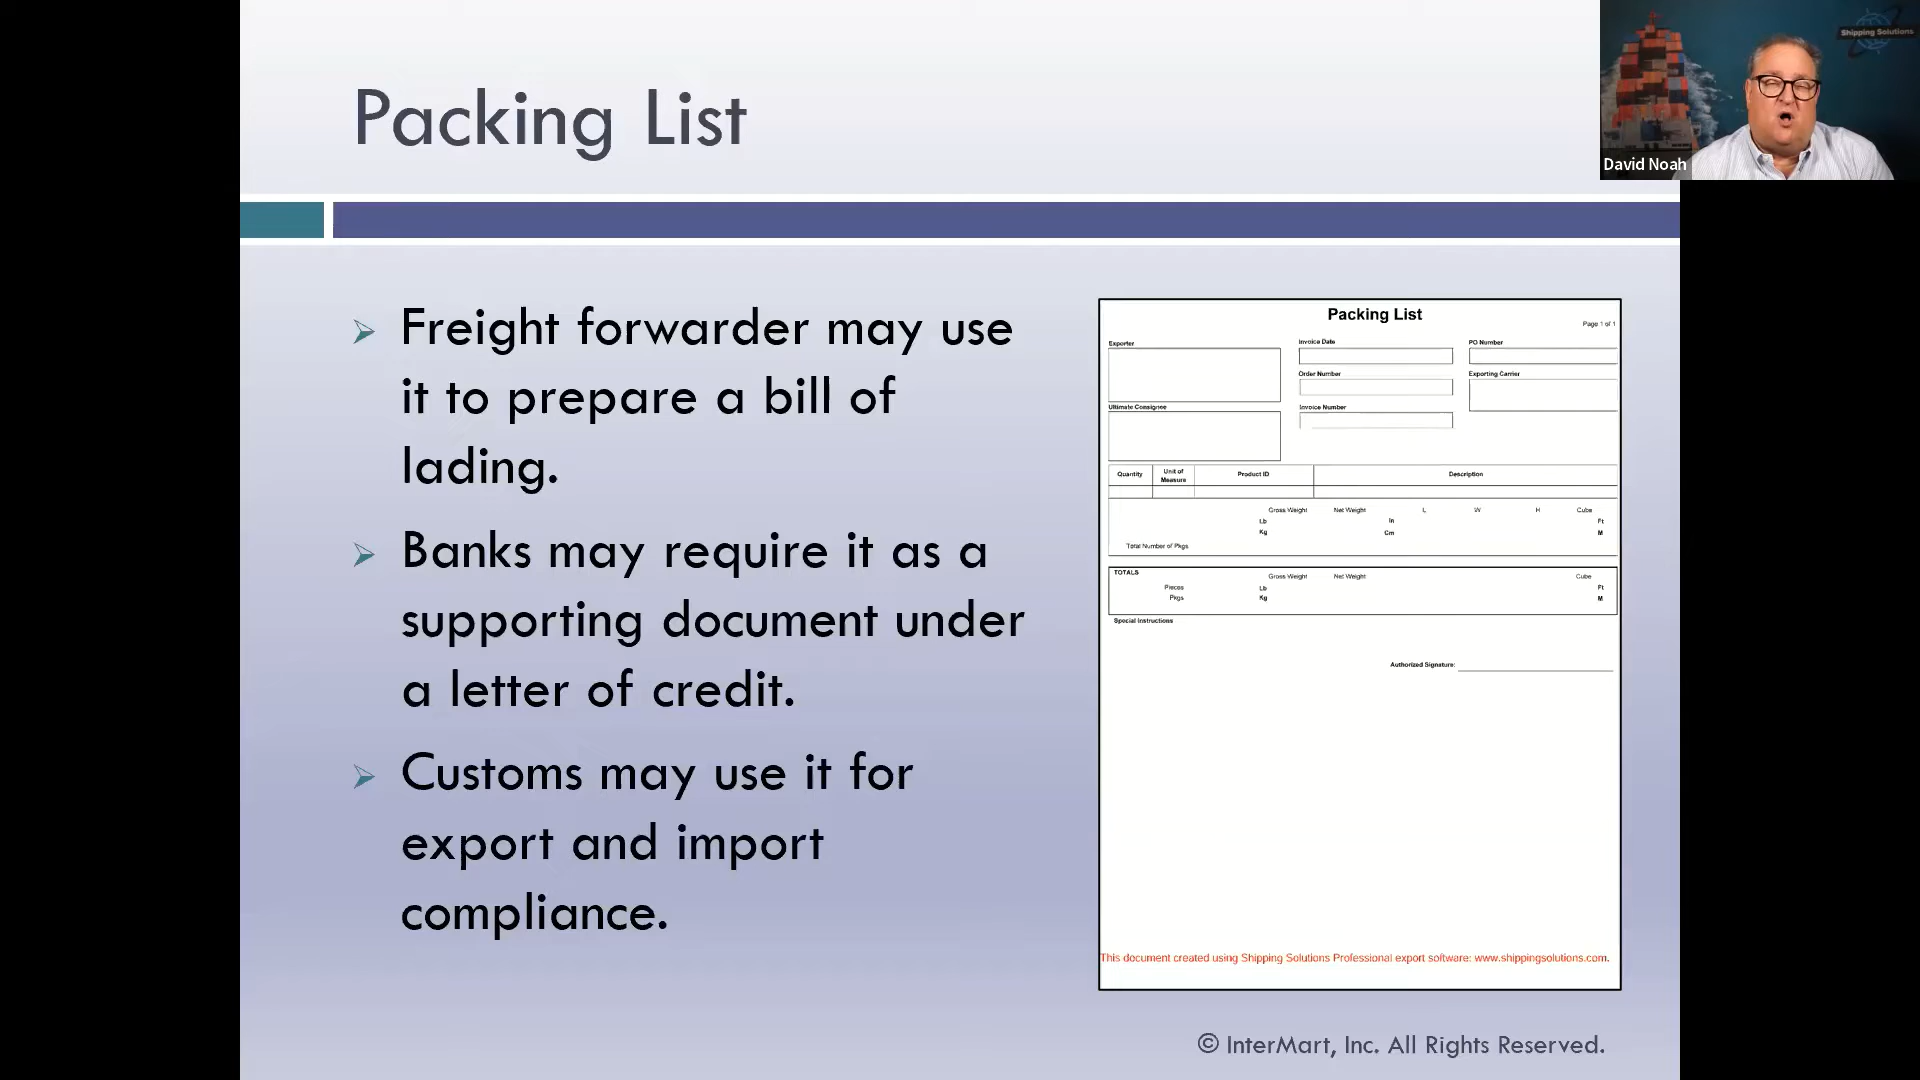 Packing List
Shipping Solutions
David Noah
Freight forwarder may use
it to prepare a bill of
lading.
Banks may require it as a
supporting document under
a letter of credit.
Customs may use it for
export and import
compliance.
Packing List
Page 1 of 1
Exporter
Invoice Date
PO Number
Order Number
Exporting Carrier
Ultimate Consignee
Invoice Number
Quantity
Unit of
Measure
Product ID
Description
Gross Weight Net Weight L W H Cube
Lb In Ft
Kg Cm M
Total Number of Pkgs
TOTALS
Gross Weight Net Weight Cube
Pieces Lb Ft
Pkgs Kg M
Special Instructions
Authorized Signature:
This document created using Shipping Solutions Professional export software: www.shippingsolutions.com.
© InterMart, Inc. All Rights Reserved.